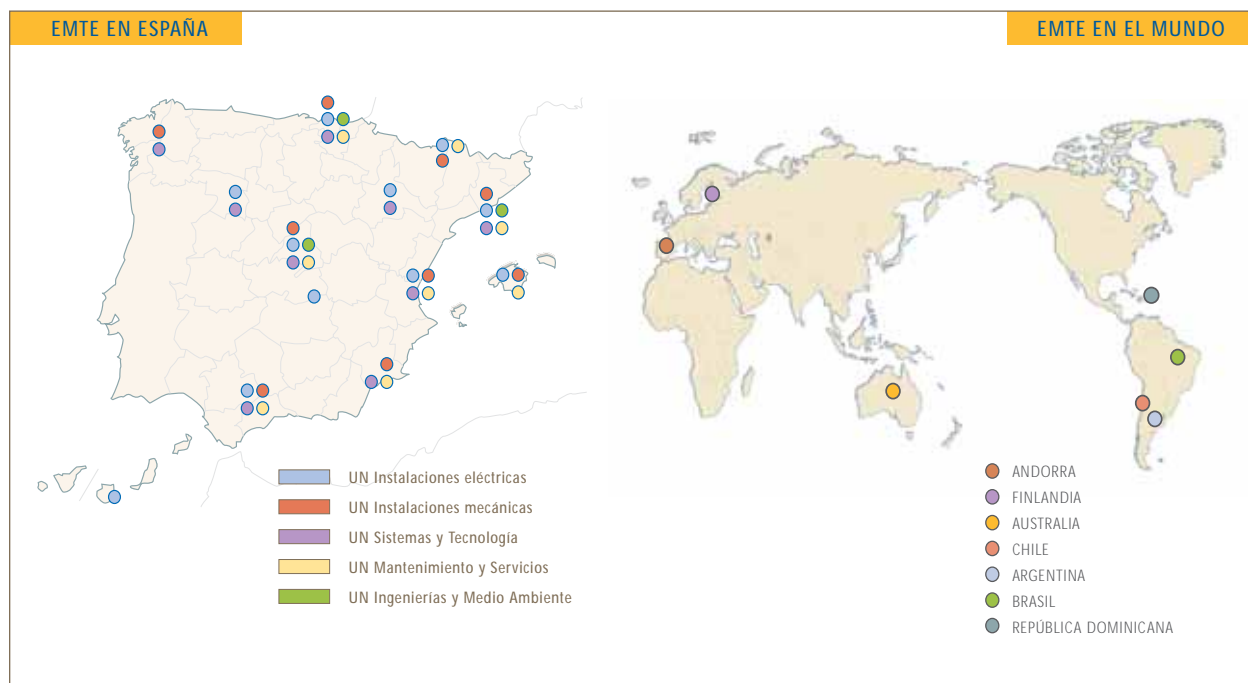 EMTE EN ESPAÑA
EMTE EN EL MUNDO
UN Instalaciones eléctricas
UN Instalaciones mecánicas
UN Sistemas y Tecnología
UN Mantenimiento y Servicios
UN Ingenierías y Medio Ambiente
ANDORRA
FINLANDIA
AUSTRALIA
CHILE
ARGENTINA
BRASIL
REPÚBLICA DOMINICANA